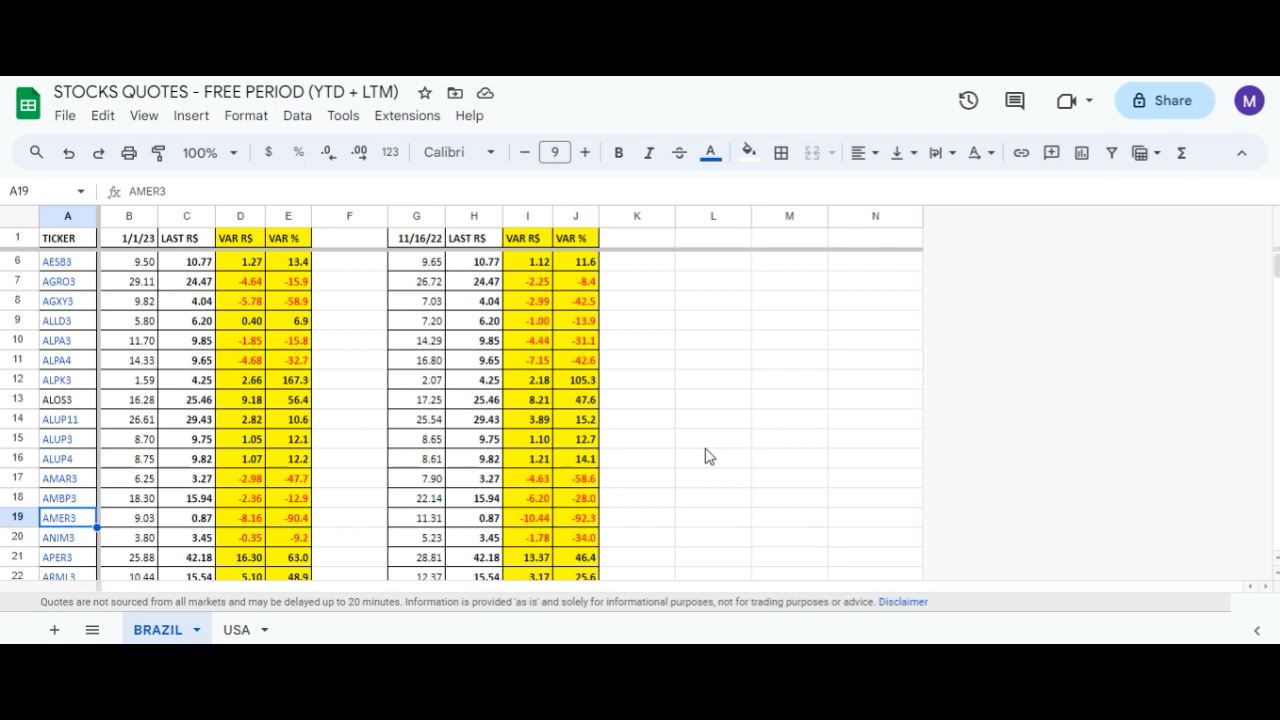 STOCKS QUOTES - FREE PERIOD (YTD + LTM)
File Edit View Insert Format Data Tools Extensions Help
Share
M
100% $ % .0 .00 123 Calibri − 9 + B I A Σ
A19 fx AMER3
A B C D E F G H I J K L M N
1 TICKER 1/1/23 LAST R$ VAR R$ VAR % 11/16/22 LAST R$ VAR R$ VAR %
6 AESB3 9.50 10.77 1.27 13.4 9.65 10.77 1.12 11.6
7 AGRO3 29.11 24.47 -4.64 -15.9 26.72 24.47 -2.25 -8.4
8 AGXY3 9.82 4.04 -5.78 -58.9 7.03 4.04 -2.99 -42.5
9 ALLD3 5.80 6.20 0.40 6.9 7.20 6.20 -1.00 -13.9
10 ALPA3 11.70 9.85 -1.85 -15.8 14.29 9.85 -4.44 -31.1
11 ALPA4 14.33 9.65 -4.68 -32.7 16.80 9.65 -7.15 -42.6
12 ALPK3 1.59 4.25 2.66 167.3 2.07 4.25 2.18 105.3
13 ALOS3 16.28 25.46 9.18 56.4 17.25 25.46 8.21 47.6
14 ALUP11 26.61 29.43 2.82 10.6 25.54 29.43 3.89 15.2
15 ALUP3 8.70 9.75 1.05 12.1 8.65 9.75 1.10 12.7
16 ALUP4 8.75 9.82 1.07 12.2 8.61 9.82 1.21 14.1
17 AMAR3 6.25 3.27 -2.98 -47.7 7.90 3.27 -4.63 -58.6
18 AMBP3 18.30 15.94 -2.36 -12.9 22.14 15.94 -6.20 -28.0
19 AMER3 9.03 0.87 -8.16 -90.4 11.31 0.87 -10.44 -92.3
20 ANIM3 3.80 3.45 -0.35 -9.2 5.23 3.45 -1.78 -34.0
21 APER3 25.88 42.18 16.30 63.0 28.81 42.18 13.37 46.4
22 ARML3 10.44 15.54 5.10 48.9 12.37 15.54 3.17 25.6
Quotes are not sourced from all markets and may be delayed up to 20 minutes. Information is provided 'as is' and solely for informational purposes, not for trading purposes or advice. Disclaimer
BRAZIL USA